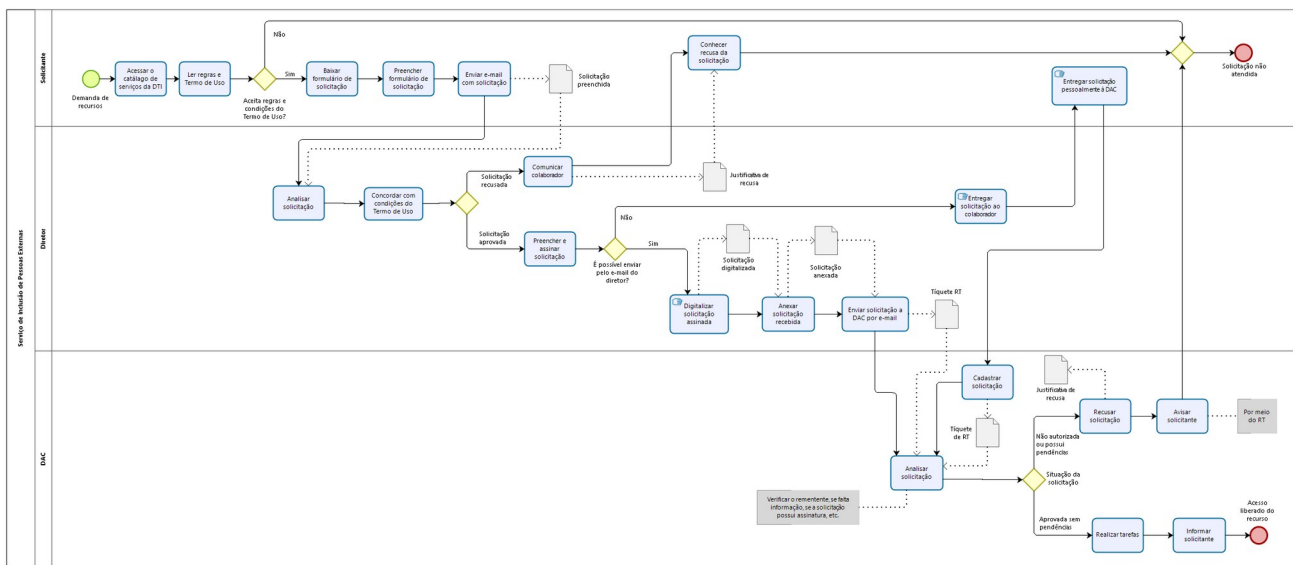 Serviço de Inclusão de Pessoas Externas
Solicitante
Demanda de
recursos
Acessar o
catálago de
serviços da DTI
Ler regras e
Termo de Uso
Não
Sim
Aceita regras e
condições do
Termo de Uso?
Baixar
formulário de
solicitação
Preencher
formulário de
solicitação
Enviar e-mail
com solicitação
Solicitação
preenchida
Conhecer
recusa da
solicitação
Entregar solicitação
pessoalmente à DAC
Solicitação não
atendida
Diretor
Analisar
solicitação
Concordar com
condições do
Termo de Uso
Solicitação
recusada
Solicitação
aprovada
Comunicar
colaborador
Justificativa de
recusa
Preencher e
assinar
solicitação
Não
Sim
É possível enviar
pelo e-mail do
diretor?
Entregar
solicitação ao
colaborador
Solicitação
digitalizada
Solicitação
anexada
Digitalizar
solicitação
assinada
Anexar
solicitação
recebida
Enviar solicitação a
DAC por e-mail
Tíquete RT
DAC
Cadastrar
solicitação
Tíquete
de RT
Analisar
solicitação
Verificar o rementente, se falta
informação, se a solicitação
possui assinatura, etc.
Não autorizada
ou possui
pendências
Situação da
solicitação
Aprovada sem
pendências
Justificativa de
recusa
Recusar
solicitação
Avisar
solicitante
Por meio
do RT
Realizar tarefas
Informar
solicitante
Acesso
liberado do
recurso